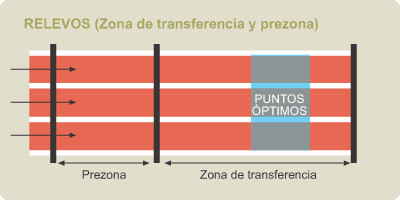 RELEVOS (Zona de transferencia y prezona)
PUNTOS
ÓPTIMOS
Prezona
Zona de transferencia